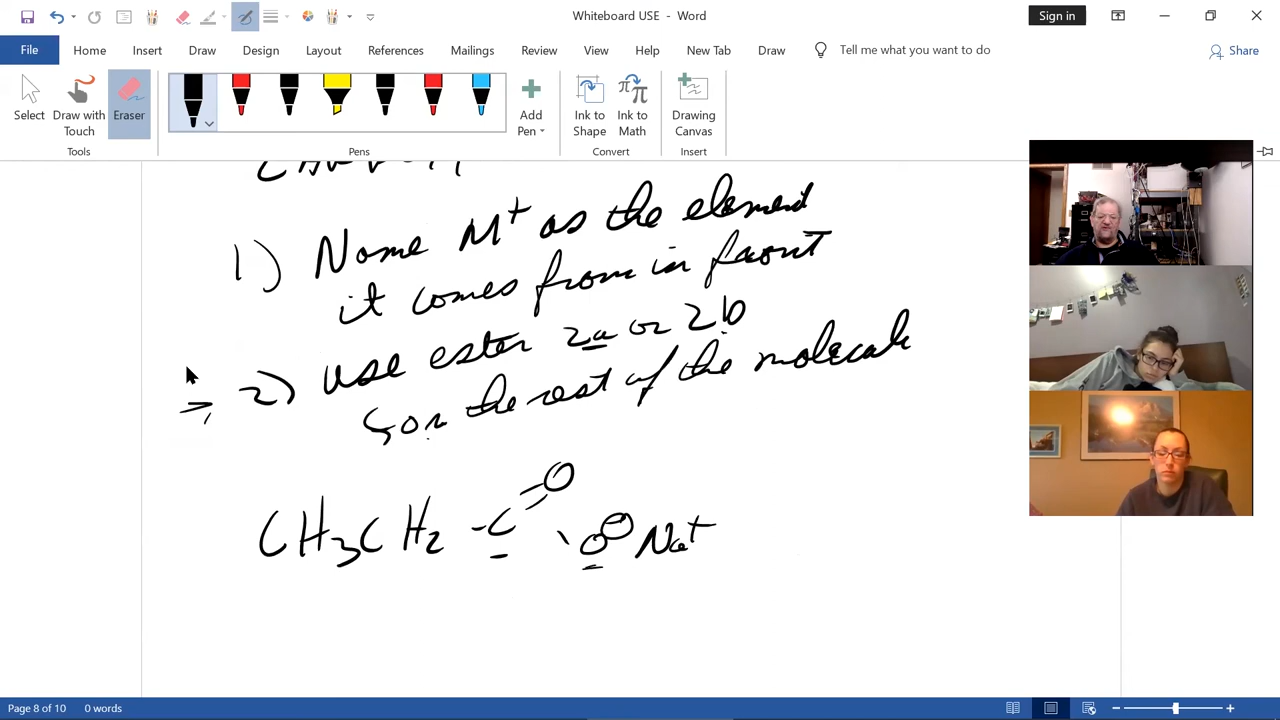 Whiteboard USE - Word
Sign in
File Home Insert Draw Design Layout References Mailings Review View Help New Tab Draw Tell me what you want to do Share
Select Draw with Touch Eraser Add Pen Ink to Shape Ink to Math Drawing Canvas
Tools Pens Convert Insert
1) Name M+ as the element
it comes from in front
2) use ester 2a or 2b
for the rest of the molecule
=O
CH3CH2-C
\O⊖ Na+
Page 8 of 10 0 words